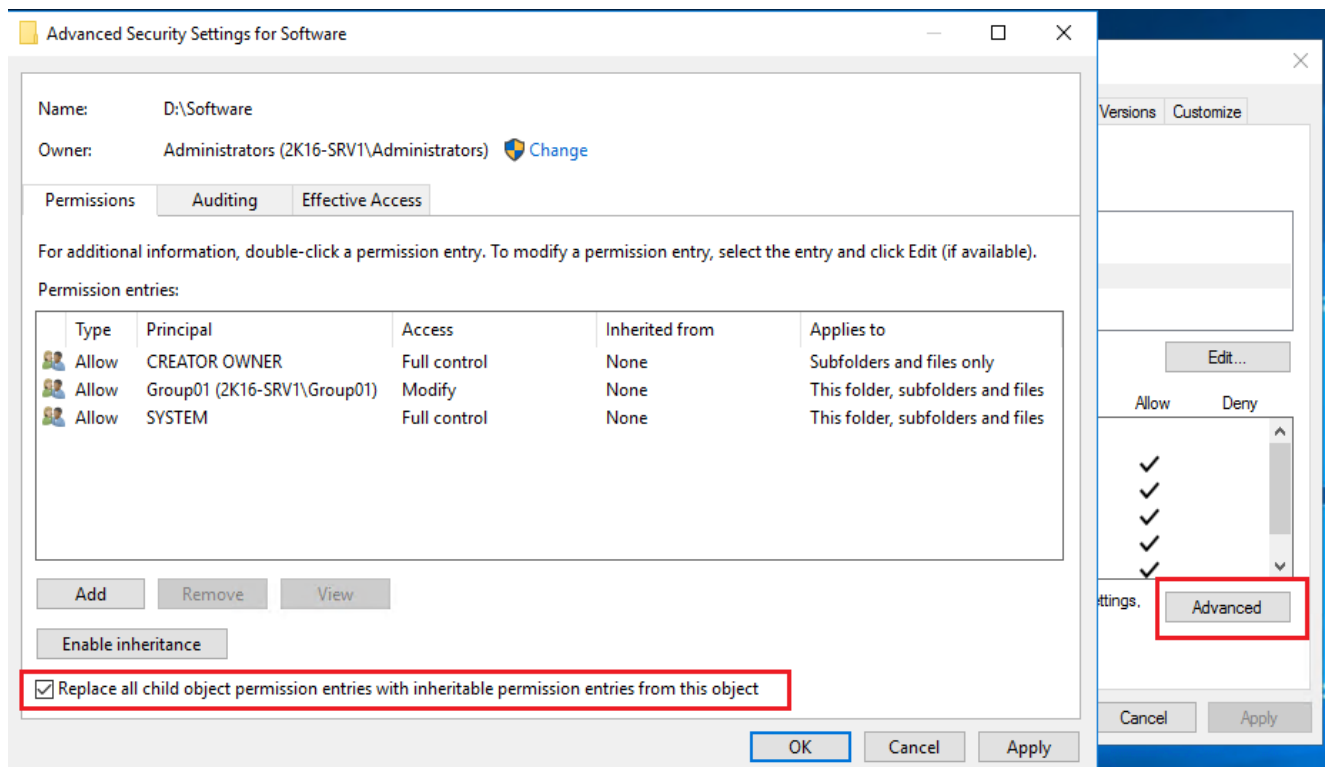 Advanced Security Settings for Software
Name: D:\Software
Owner: Administrators (2K16-SRV1\Administrators) Change
Permissions Auditing Effective Access
For additional information, double-click a permission entry. To modify a permission entry, select the entry and click Edit (if available).
Permission entries:
Type Principal Access Inherited from Applies to
Allow CREATOR OWNER Full control None Subfolders and files only
Allow Group01 (2K16-SRV1\Group01) Modify None This folder, subfolders and files
Allow SYSTEM Full control None This folder, subfolders and files
Add Remove View
Enable inheritance
Replace all child object permission entries with inheritable permission entries from this object
OK Cancel Apply
Versions Customize
Edit...
Allow Deny
Advanced
Cancel Apply